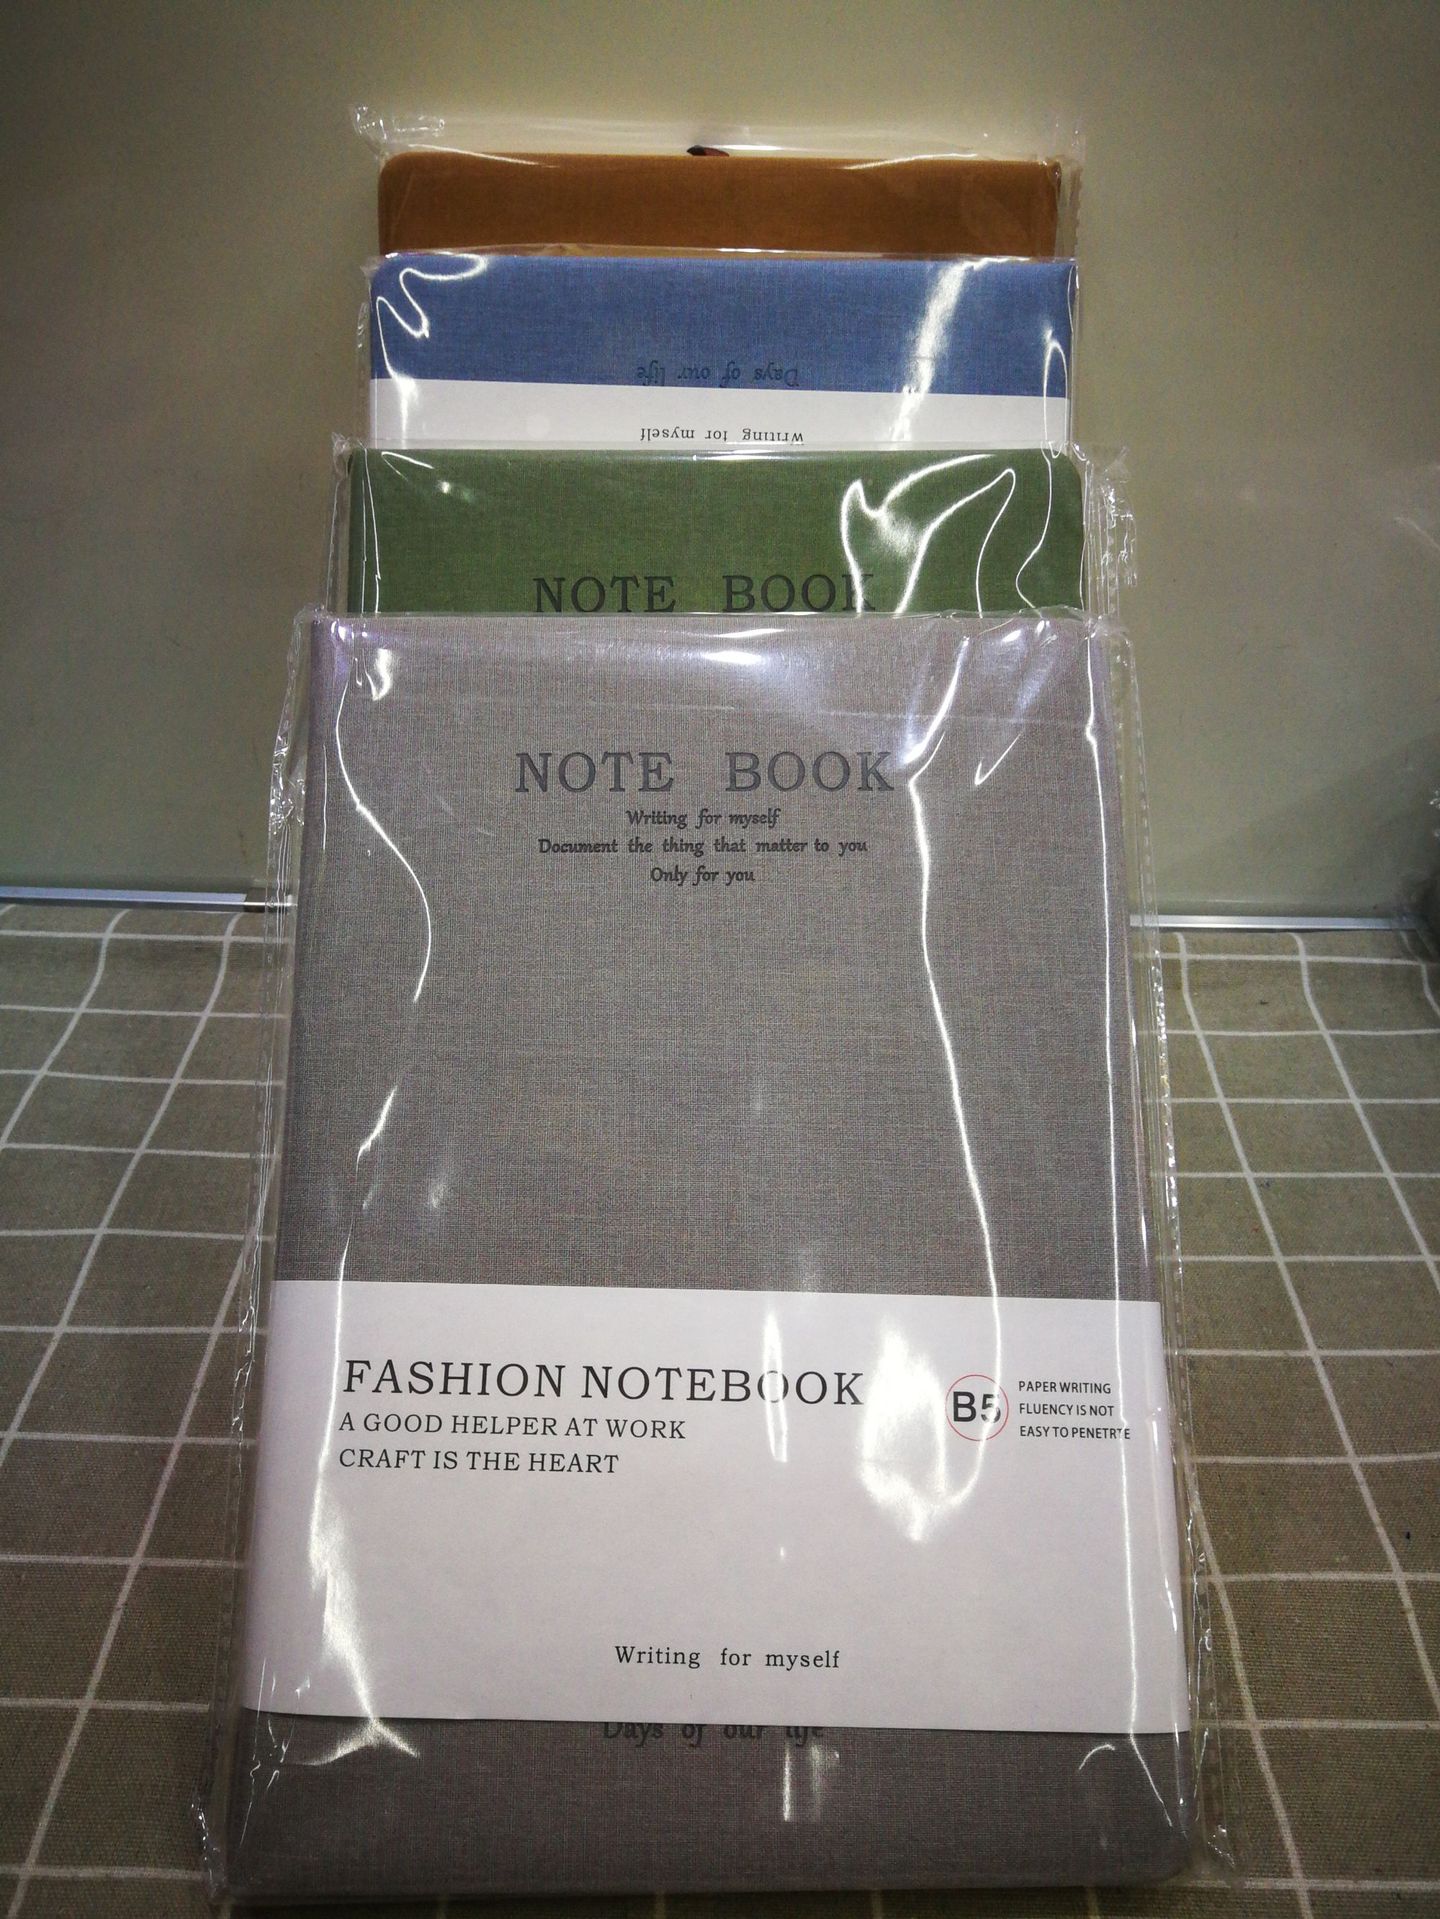 Days of our life
Writing for myself
NOTE BOOK
NOTE BOOK
Writing for myself
Document the thing that matter to you
Only for you
FASHION NOTEBOOK
A GOOD HELPER AT WORK
CRAFT IS THE HEART
B5
PAPER WRITING
FLUENCY IS NOT
EASY TO PENETRTE
Writing for myself
Days of our life